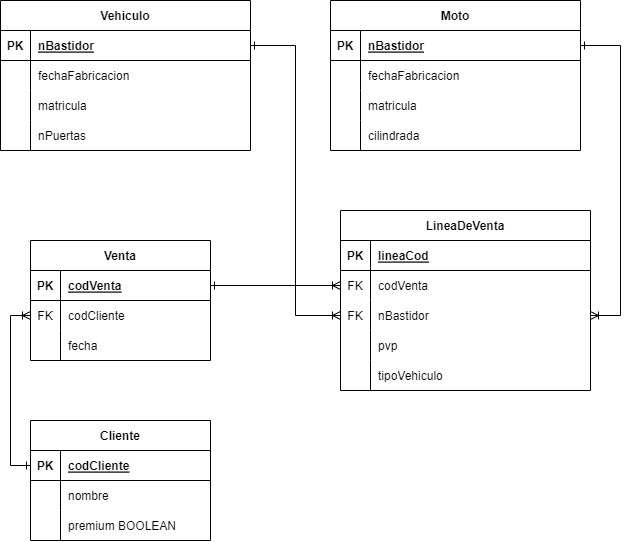 Vehiculo
PK nBastidor
fechaFabricacion
matricula
nPuertas
Moto
PK nBastidor
fechaFabricacion
matricula
cilindrada
Venta
PK codVenta
FK codCliente
fecha
LineaDeVenta
PK lineaCod
FK codVenta
FK nBastidor
pvp
tipoVehiculo
Cliente
PK codCliente
nombre
premium BOOLEAN